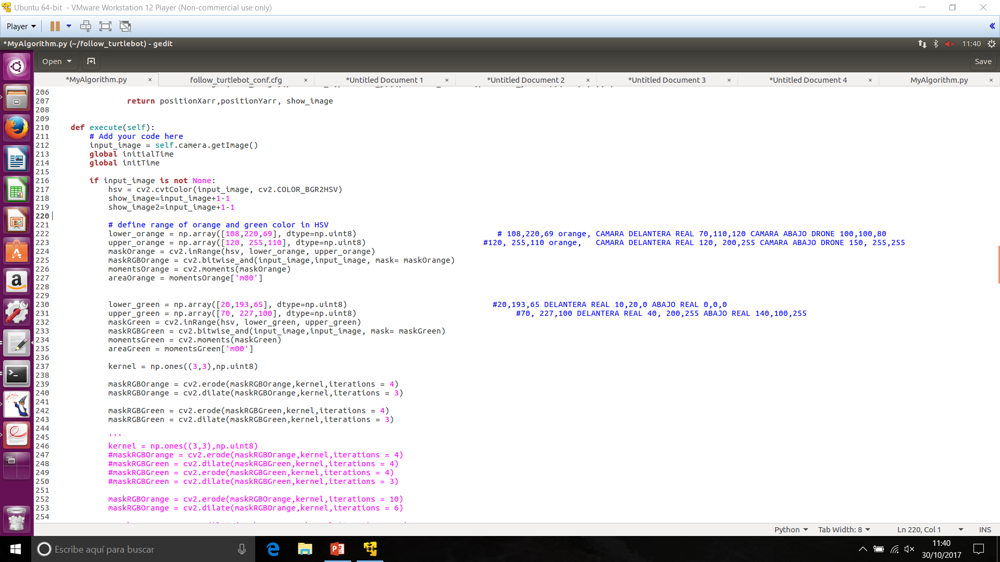 Ubuntu 64-bit - VMware Workstation 12 Player (Non-commercial use only)
Player
*MyAlgorithm.py (~/follow_turtlebot) - gedit
11:40
Open
Save
*MyAlgorithm.py × follow_turtlebot_conf.cfg × *Untitled Document 1 × *Untitled Document 2 × *Untitled Document 3 × *Untitled Document 4 × MyAlgorithm.py ×
206
207 return positionXarr,positionYarr, show_image
208
209
210 def execute(self):
211 # Add your code here
212 input_image = self.camera.getImage()
213 global initialTime
214 global initTime
215
216 if input_image is not None:
217 hsv = cv2.cvtColor(input_image, cv2.COLOR_BGR2HSV)
218 show_image=input_image+1-1
219 show_image2=input_image+1-1
220
221 # define range of orange and green color in HSV
222 lower_orange = np.array([108,220,69], dtype=np.uint8) # 108,220,69 orange, CAMARA DELANTERA REAL 70,110,120 CAMARA ABAJO DRONE 100,100,80
223 upper_orange = np.array([120, 255,110], dtype=np.uint8) #120, 255,110 orange, CAMARA DELANTERA REAL 120, 200,255 CAMARA ABAJO DRONE 150, 255,255
224 maskOrange = cv2.inRange(hsv, lower_orange, upper_orange)
225 maskRGBOrange = cv2.bitwise_and(input_image,input_image, mask= maskOrange)
226 momentsOrange = cv2.moments(maskOrange)
227 areaOrange = momentsOrange['m00']
228
229
230 lower_green = np.array([20,193,65], dtype=np.uint8) #20,193,65 DELANTERA REAL 10,20,0 ABAJO REAL 0,0,0
231 upper_green = np.array([70, 227,100], dtype=np.uint8) #70, 227,100 DELANTERA REAL 40, 200,255 ABAJO REAL 140,100,255
232 maskGreen = cv2.inRange(hsv, lower_green, upper_green)
233 maskRGBGreen = cv2.bitwise_and(input_image,input_image, mask= maskGreen)
234 momentsGreen = cv2.moments(maskGreen)
235 areaGreen = momentsGreen['m00']
236
237 kernel = np.ones((3,3),np.uint8)
238
239 maskRGBOrange = cv2.erode(maskRGBOrange,kernel,iterations = 4)
240 maskRGBOrange = cv2.dilate(maskRGBOrange,kernel,iterations = 3)
241
242 maskRGBGreen = cv2.erode(maskRGBGreen,kernel,iterations = 4)
243 maskRGBGreen = cv2.dilate(maskRGBGreen,kernel,iterations = 3)
244
245 '''
246 kernel = np.ones((3,3),np.uint8)
247 #maskRGBOrange = cv2.erode(maskRGBOrange,kernel,iterations = 4)
248 #maskRGBGreen = cv2.dilate(maskRGBGreen,kernel,iterations = 4)
249 #maskRGBGreen = cv2.erode(maskRGBGreen,kernel,iterations = 4)
250 #maskRGBGreen = cv2.dilate(maskRGBGreen,kernel,iterations = 3)
251
252 maskRGBOrange = cv2.erode(maskRGBOrange,kernel,iterations = 10)
253 maskRGBOrange = cv2.dilate(maskRGBOrange,kernel,iterations = 6)
254
Python Tab Width: 8 Ln 220, Col 1 INS
Escribe aquí para buscar
11:40
30/10/2017